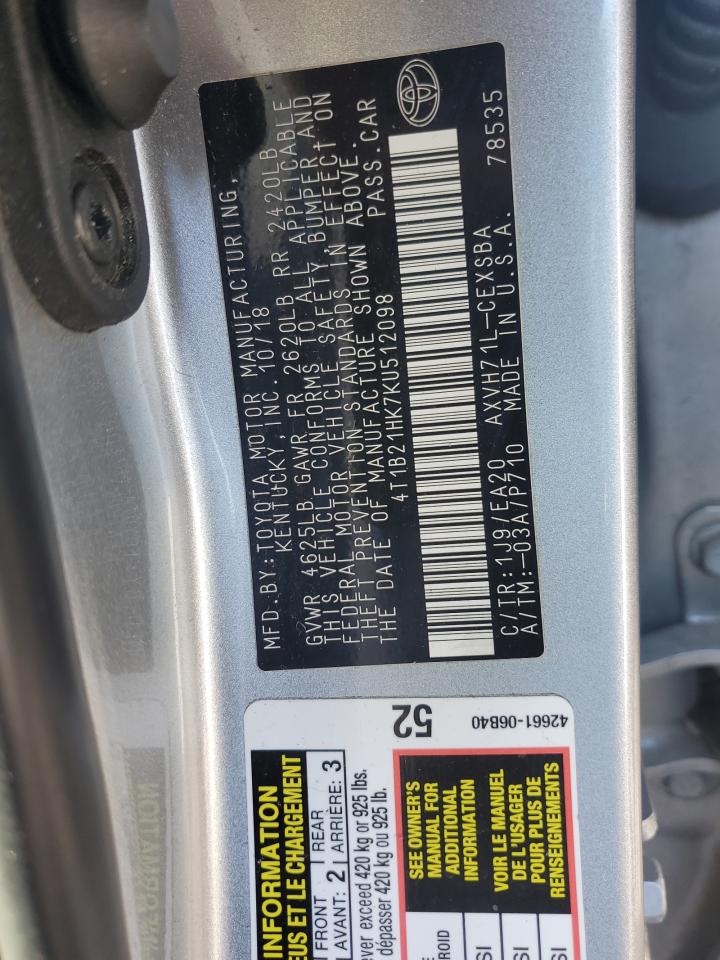 MFD.BY:TOYOTA MOTOR MANUFACTURING,
KENTUCKY, INC. 10/18
GVWR 4625LB GAWR FR 2620LB RR 2420LB
THIS VEHICLE CONFORMS TO ALL APPLICABLE
FEDERAL MOTOR VEHICLE SAFETY,BUMPER,AND
THEFT PREVENTION STANDARDS IN EFFECT ON
THE DATE OF MANUFACTURE SHOWN ABOVE.
4T1B21HK7KU512098 PASS.CAR
C/TR:1J9/EA20 AXVH71L-CEXSBA 78535
A/TM:-03A/P710 MADE IN U.S.A.
52
42661-06B40
INFORMATION
EUS ET LE CHARGEMENT
FRONT REAR
AVANT: 2 ARRIÈRE: 3
ver exceed 420 kg or 925 lbs.
dépasser 420 kg ou 925 lb.
SEE OWNER'S
MANUAL FOR
ADDITIONAL
INFORMATION
VOIR LE MANUEL
DE L'USAGER
POUR PLUS DE
RENSEIGNEMENTS